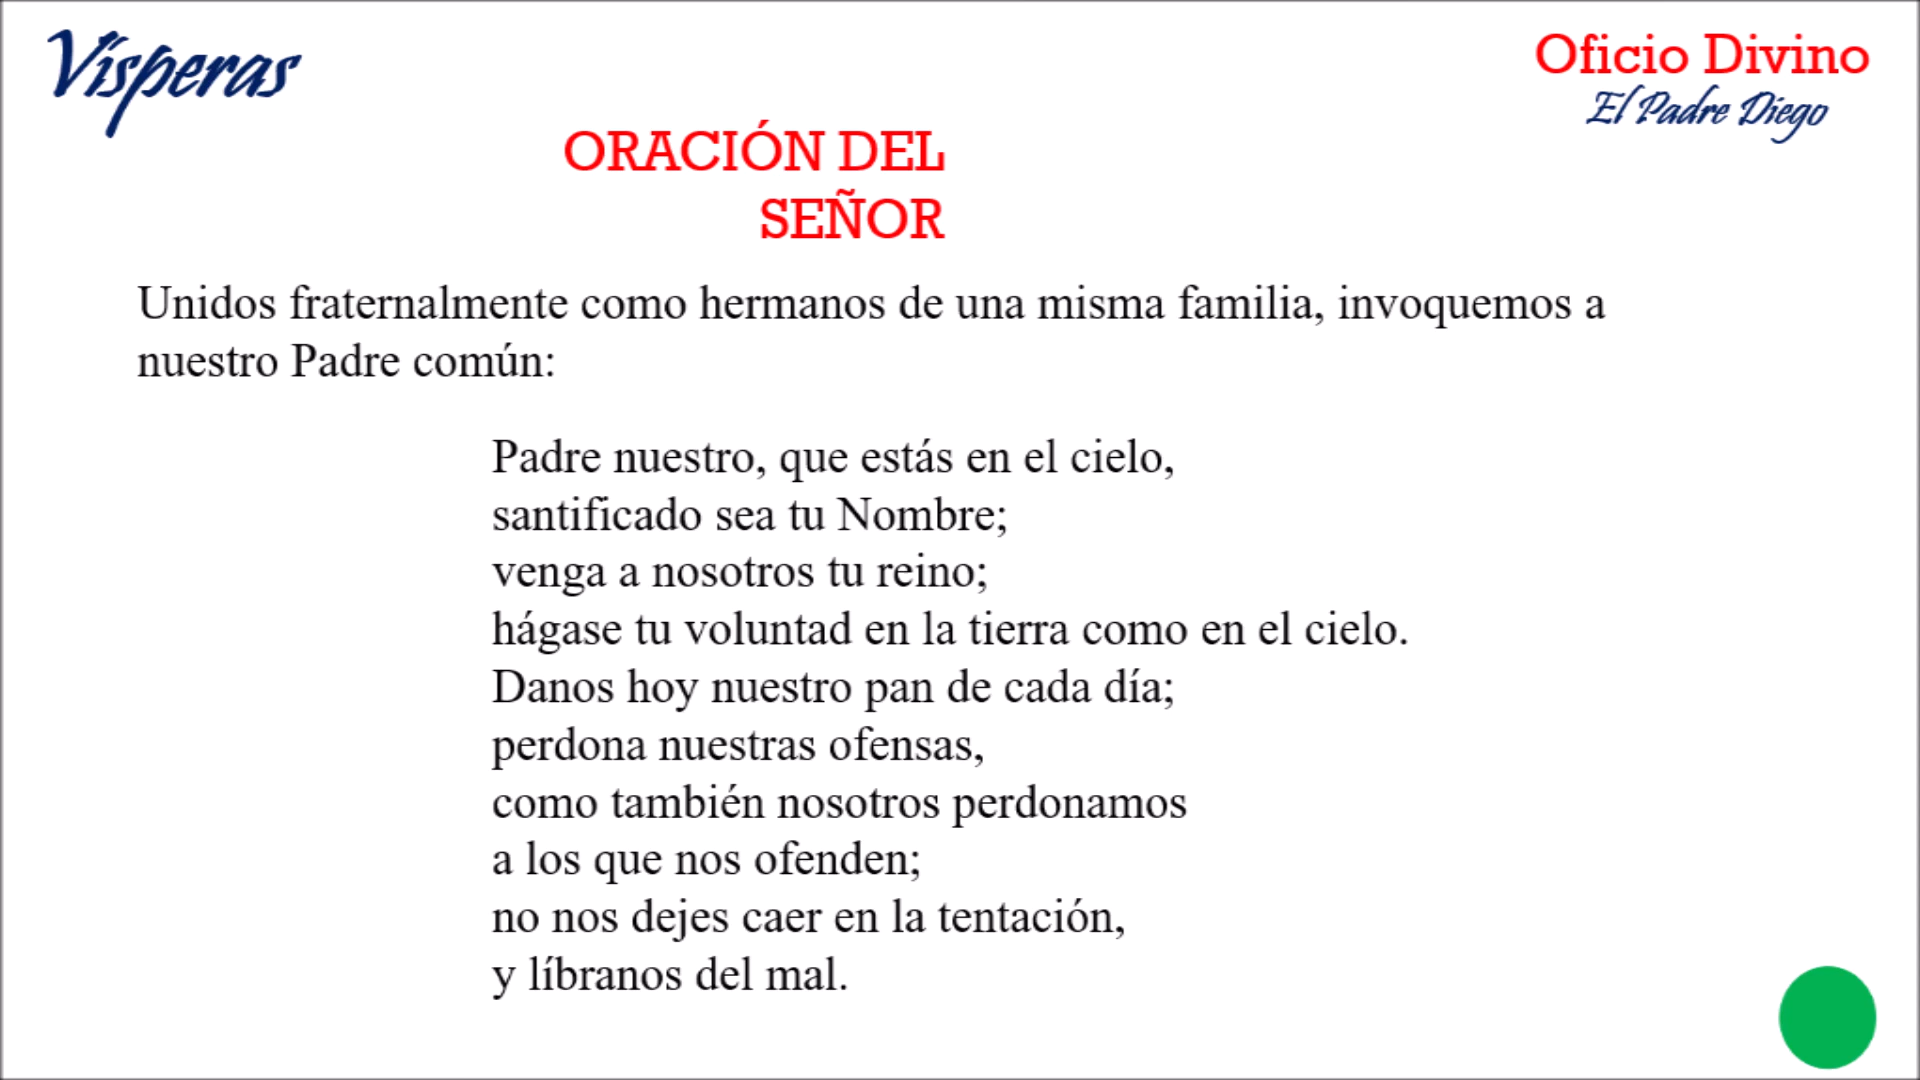 Vísperas
Oficio Divino
El Padre Diego
ORACIÓN DEL
SEÑOR
Unidos fraternalmente como hermanos de una misma familia, invoquemos a
nuestro Padre común:
Padre nuestro, que estás en el cielo,
santificado sea tu Nombre;
venga a nosotros tu reino;
hágase tu voluntad en la tierra como en el cielo.
Danos hoy nuestro pan de cada día;
perdona nuestras ofensas,
como también nosotros perdonamos
a los que nos ofenden;
no nos dejes caer en la tentación,
y líbranos del mal.